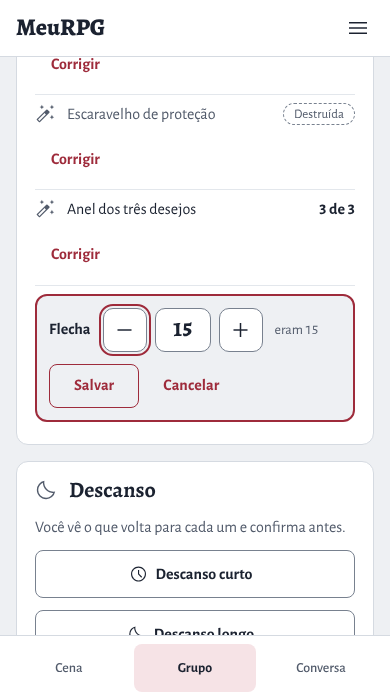 MeuRPG
Corrigir
Escaravelho de proteção Destruída
Corrigir
Anel dos três desejos 3 de 3
Corrigir
Flecha − 15 + eram 15
Salvar Cancelar
Descanso
Você vê o que volta para cada um e confirma antes.
Descanso curto
Descanso longo
Cena Grupo Conversa